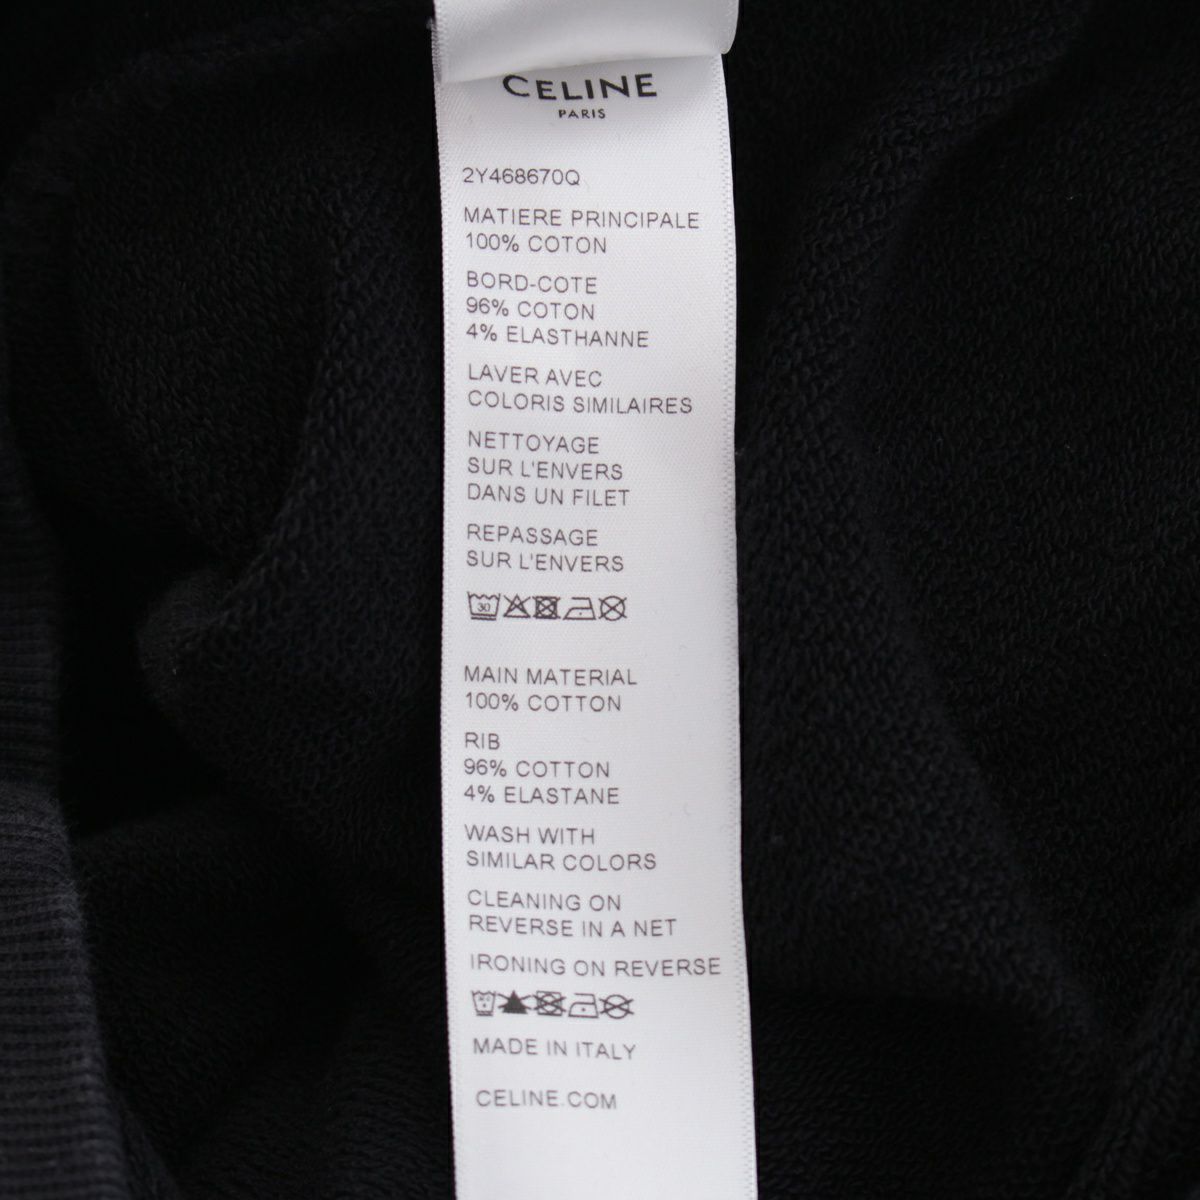 CELINE
PARIS
2Y468670Q
MATIERE PRINCIPALE
100% COTON
BORD-COTE
96% COTON
4% ELASTHANNE
LAVER AVEC
COLORIS SIMILAIRES
NETTOYAGE
SUR L'ENVERS
DANS UN FILET
REPASSAGE
SUR L'ENVERS
30
MAIN MATERIAL
100% COTTON
RIB
96% COTTON
4% ELASTANE
WASH WITH
SIMILAR COLORS
CLEANING ON
REVERSE IN A NET
IRONING ON REVERSE
MADE IN ITALY
CELINE.COM